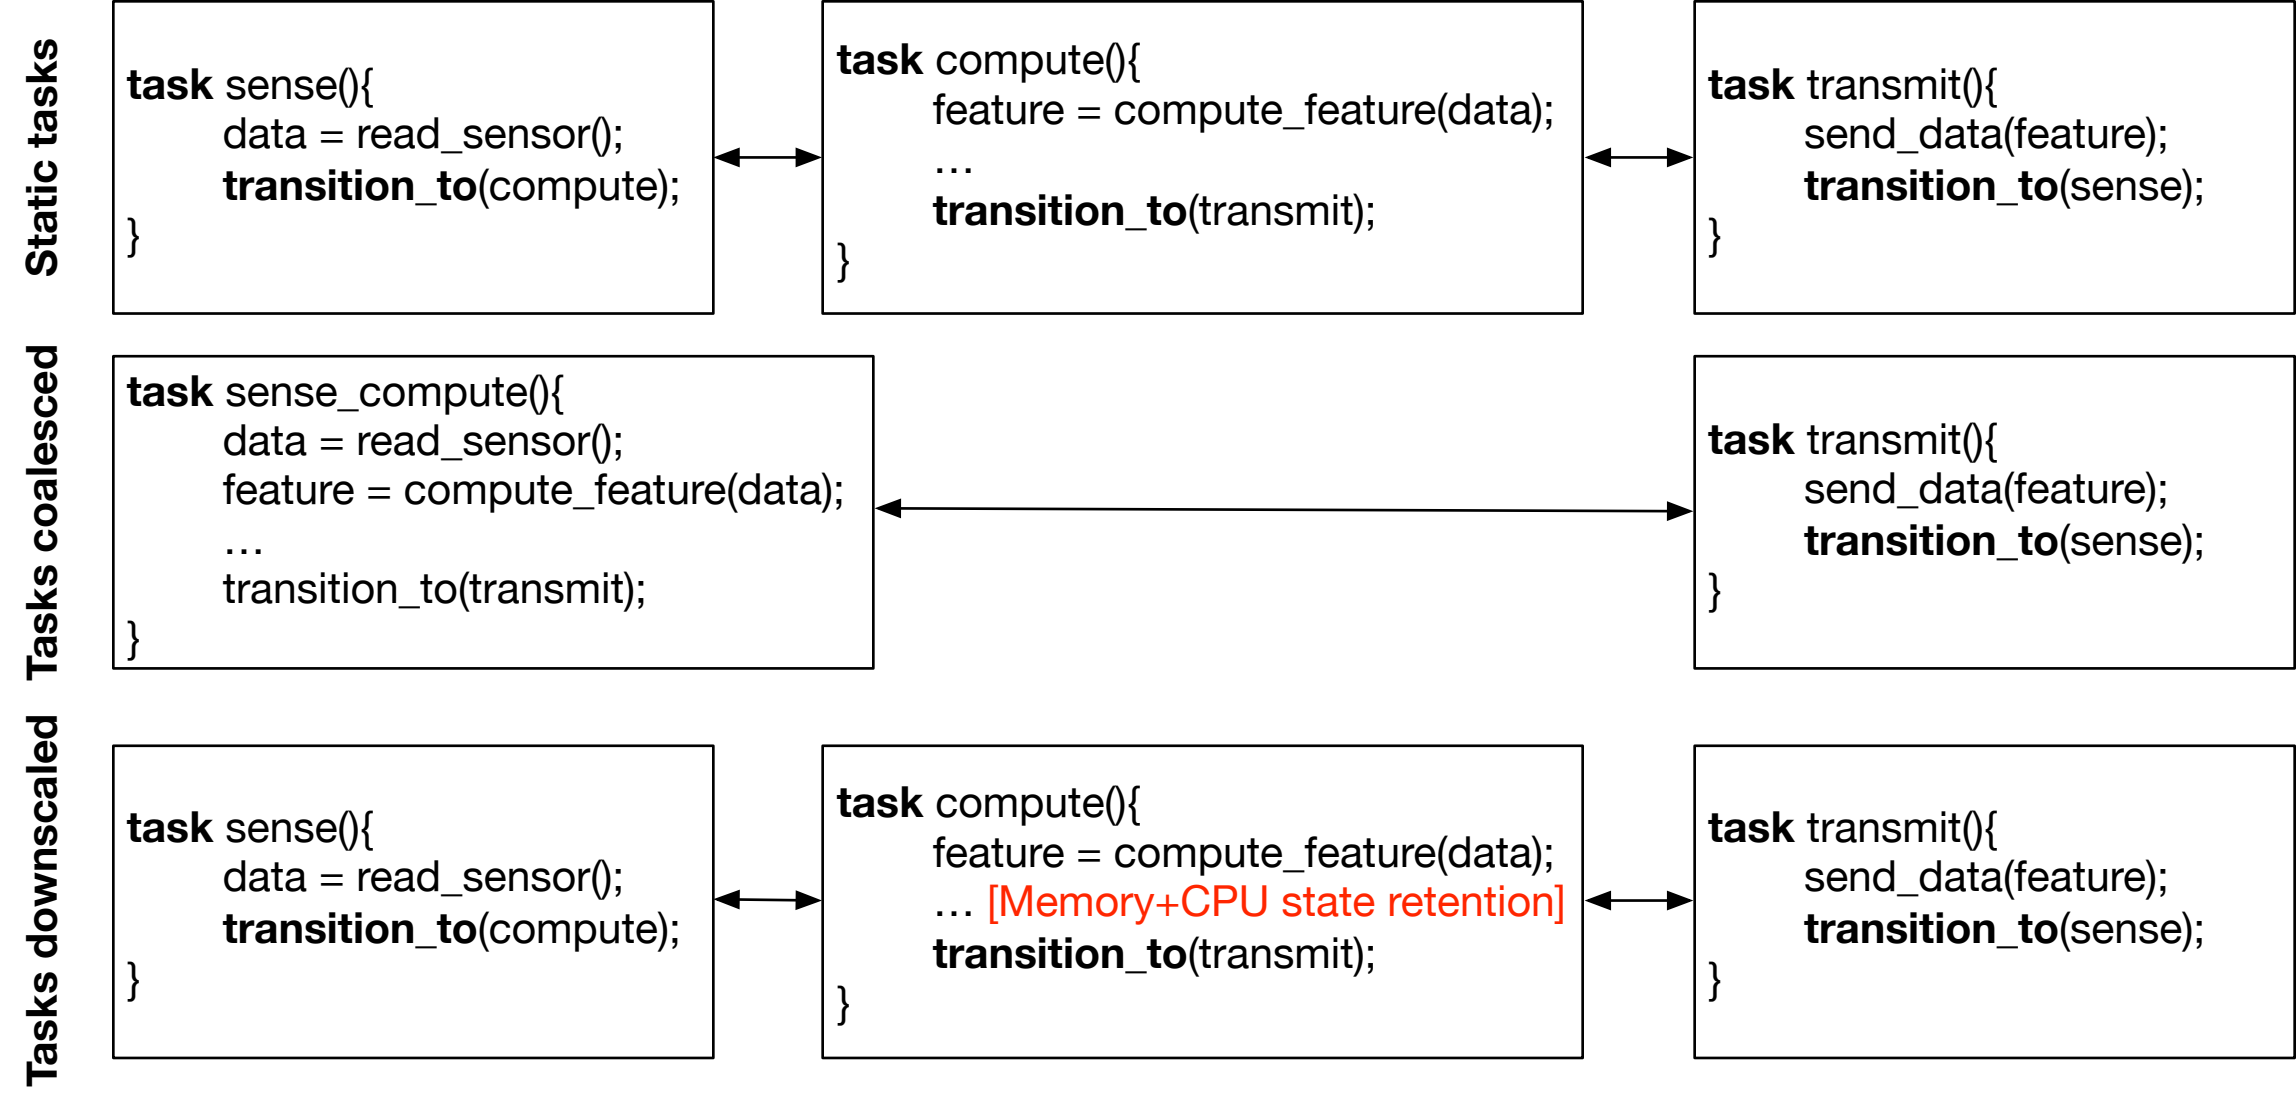 Static tasks
task sense(){
data = read_sensor();
transition_to(compute);
}
task compute(){
feature = compute_feature(data);
...
transition_to(transmit);
}
task transmit(){
send_data(feature);
transition_to(sense);
}
Tasks coalesced
task sense_compute(){
data = read_sensor();
feature = compute_feature(data);
...
transition_to(transmit);
}
task transmit(){
send_data(feature);
transition_to(sense);
}
Tasks downscaled
task sense(){
data = read_sensor();
transition_to(compute);
}
task compute(){
feature = compute_feature(data);
... [Memory+CPU state retention]
transition_to(transmit);
}
task transmit(){
send_data(feature);
transition_to(sense);
}